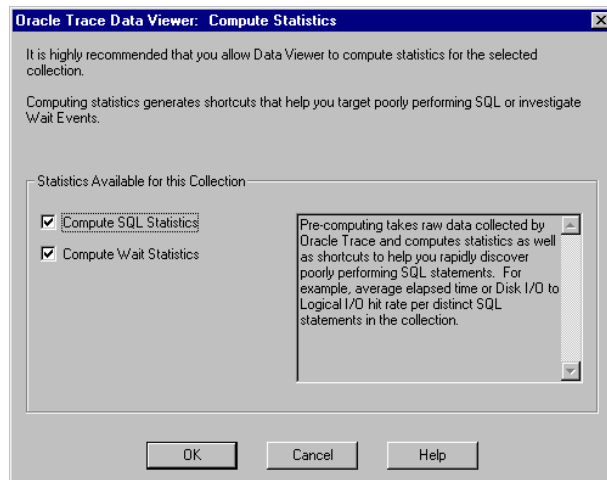 Oracle Trace Data Viewer: Compute Statistics
It is highly recommended that you allow Data Viewer to compute statistics for the selected
collection.
Computing statistics generates shortcuts that help you target poorly performing SQL or investigate
Wait Events.
Statistics Available for this Collection
Compute SQL Statistics
Compute Wait Statistics
Pre-computing takes raw data collected by
Oracle Trace and computes statistics as well
as shortcuts to help you rapidly discover
poorly performing SQL statements. For
example, average elapsed time or Disk I/O to
Logical I/O hit rate per distinct SQL
statements in the collection.
OK
Cancel
Help